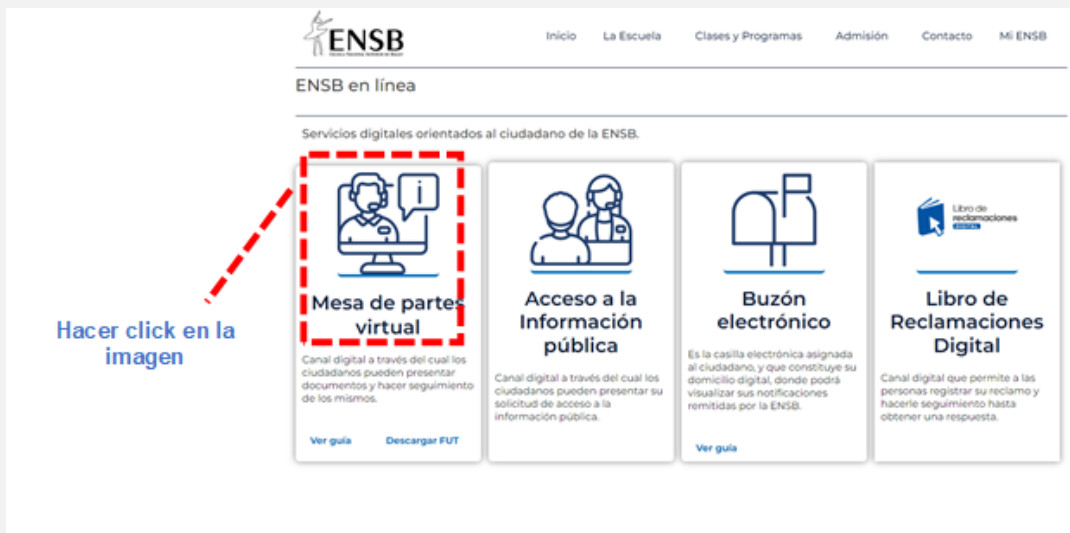 ENSB
ESCUELA NACIONAL SUPERIOR DE BALLET
Inicio La Escuela Clases y Programas Admisión Contacto Mi ENSB
ENSB en línea
Servicios digitales orientados al ciudadano de la ENSB.
Hacer click en la
imagen
i
Mesa de partes
virtual
Canal digital a través del cual los
ciudadanos pueden presentar
documentos y hacer seguimiento
de los mismos.
Ver guía Descargar FUT
Acceso a la
Información
pública
Canal digital a través del cual los
ciudadanos pueden presentar su
solicitud de acceso a la
información pública.
Buzón
electrónico
Es la casilla electrónica asignada
al ciudadano, y que constituye su
domicilio digital, donde podrá
visualizar sus notificaciones
remitidas por la ENSB.
Ver guía
Libro de
reclamaciones
DIGITAL
Libro de
Reclamaciones
Digital
Canal digital que permite a las
personas registrar su reclamo y
hacerle seguimiento hasta
obtener una respuesta.